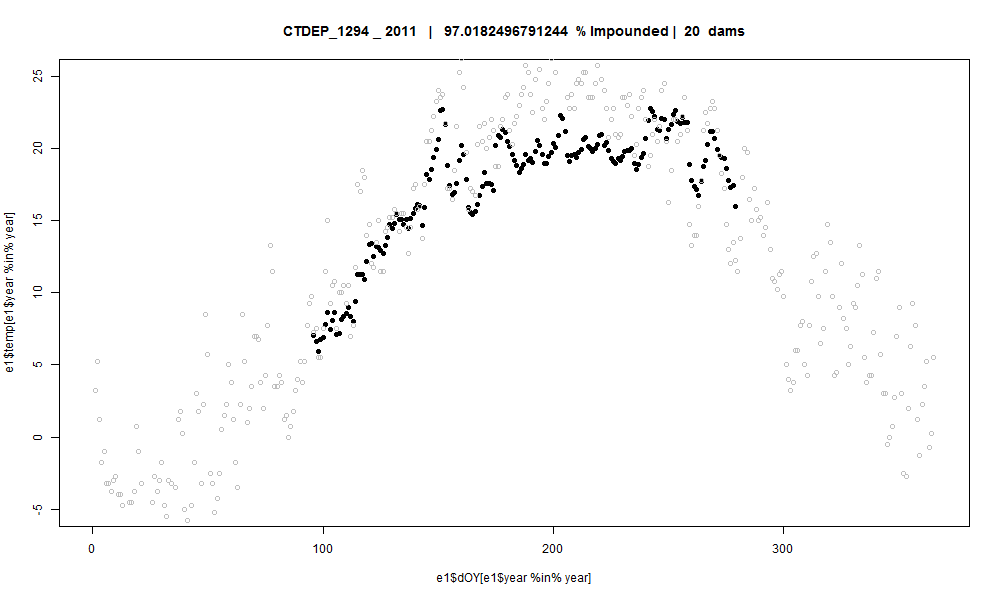 CTDEP_1294 _ 2011 | 97.0182496791244 % Impounded | 20 dams
25
20
15
10
5
0
-5
e1$temp[e1$year %in% year]
0 100 200 300
e1$dOY[e1$year %in% year]